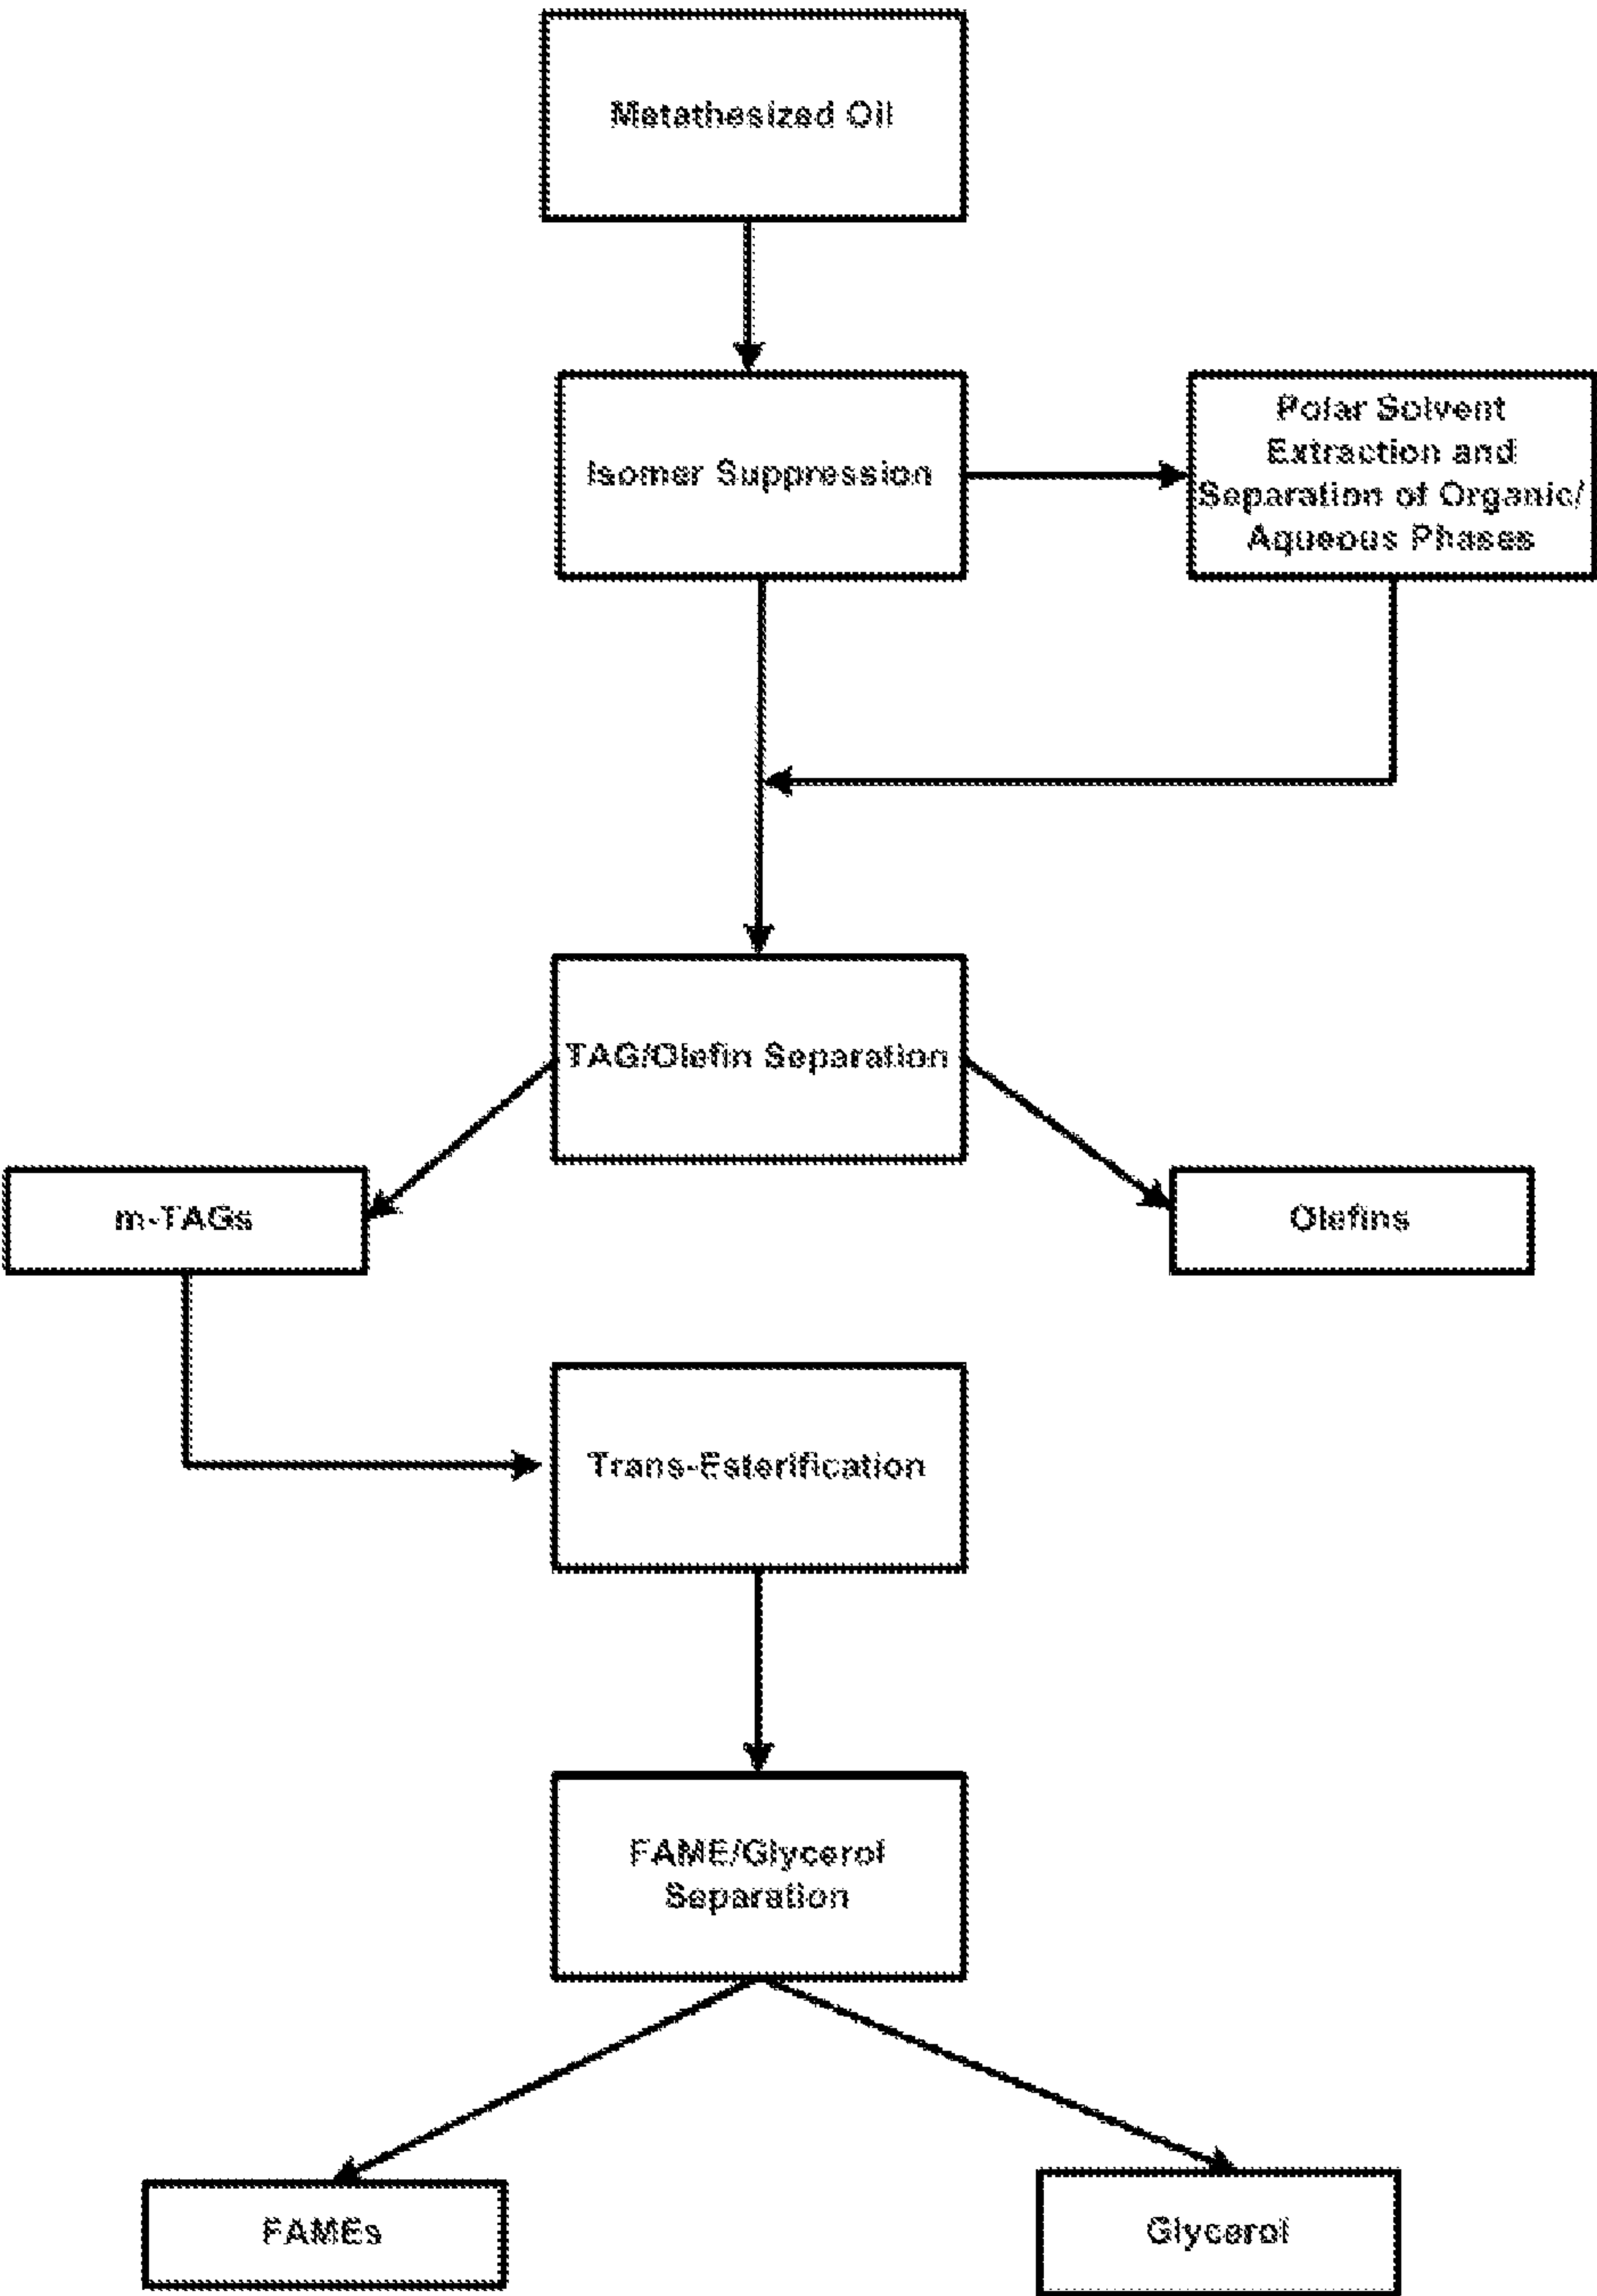 Metathesized Oil
Isomer Suppression
Polar Solvent
Extraction and
Separation of Organic/
Aqueous Phases
TAG/Olefin Separation
m-TAGs
Olefins
Trans-Esterification
FAME/Glycerol
Separation
FAMEs
Glycerol